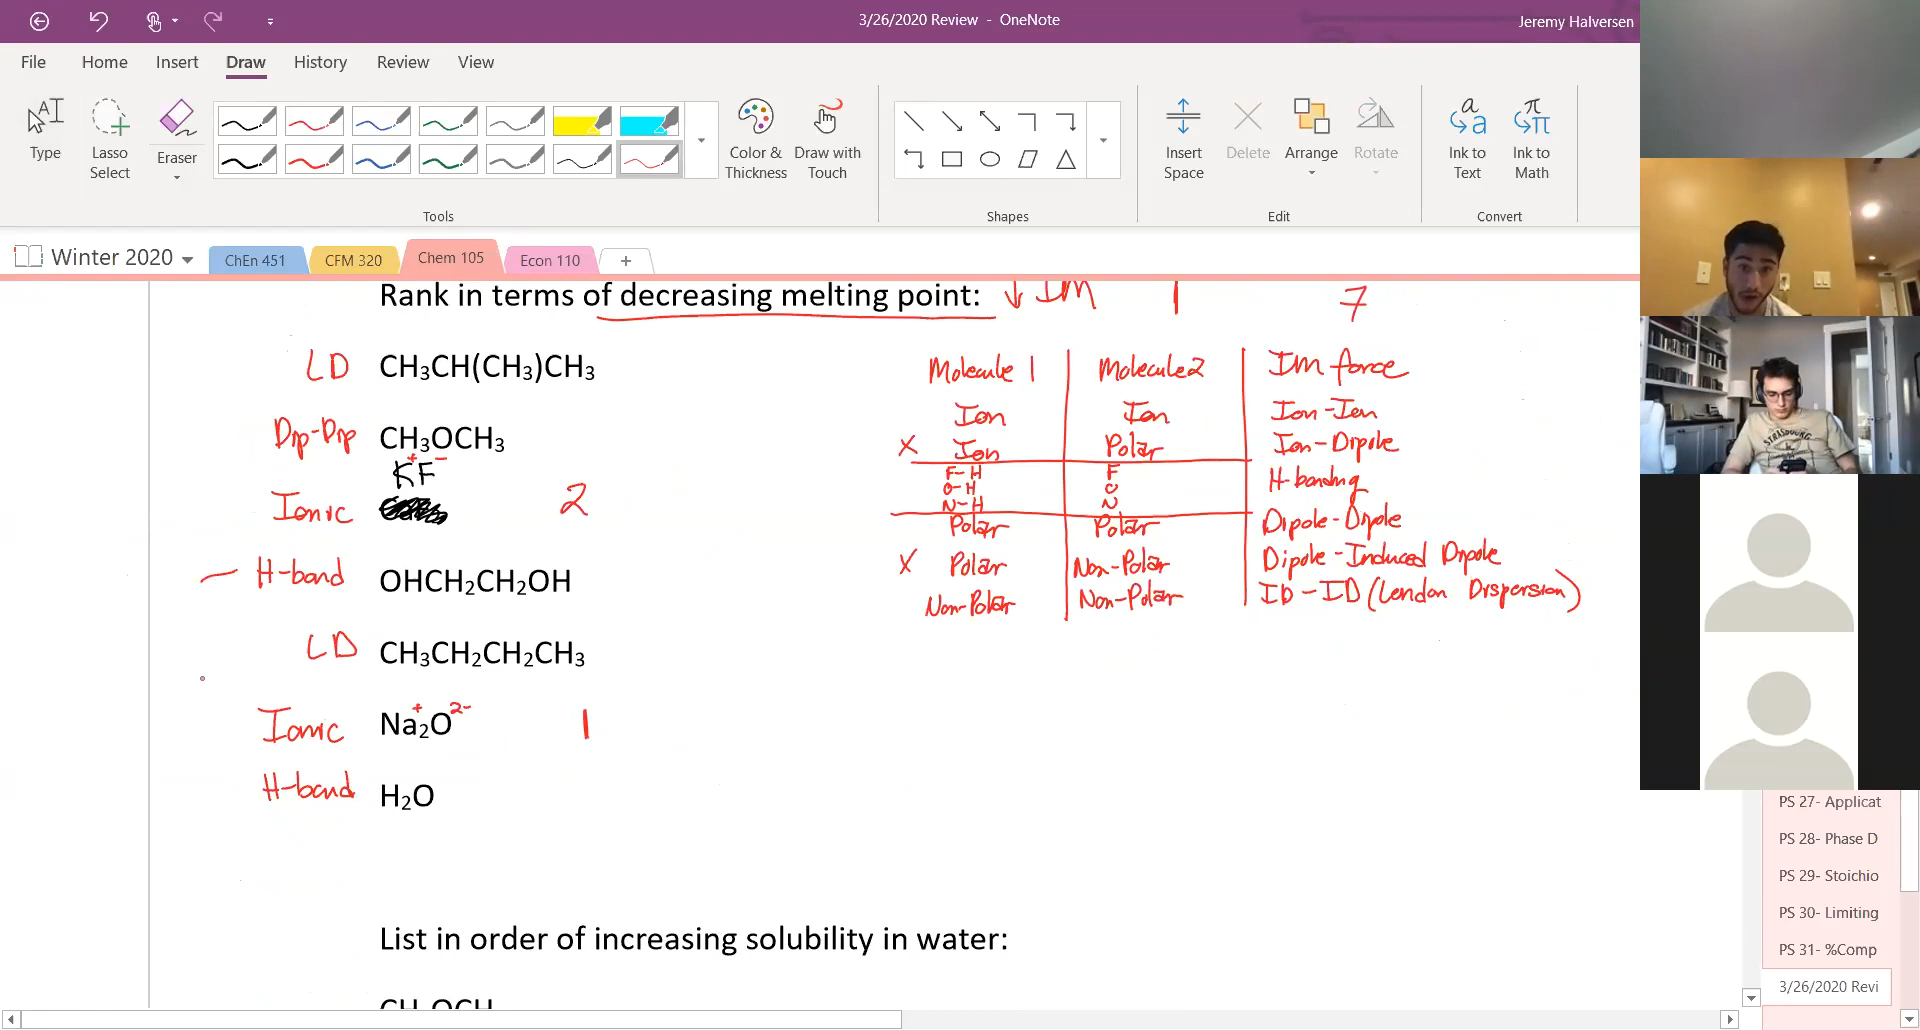 3/26/2020 Review - OneNote
Jeremy Halversen
File Home Insert Draw History Review View
Type
Lasso Select
Eraser
Color & Thickness
Draw with Touch
Insert Space
Delete
Arrange
Rotate
Ink to Text
Ink to Math
Tools
Shapes
Edit
Convert
Winter 2020 ChEn 451 CFM 320 Chem 105 Econ 110 +
Rank in terms of decreasing melting point: ↓ IM 1 7
LD CH₃CH(CH₃)CH₃
Dip-Dip CH₃OCH₃
K⁺F⁻
Ionic 2
H-bond OHCH₂CH₂OH
LD CH₃CH₂CH₂CH₃
Ionic Na⁺₂O²⁻ 1
H-bond H₂O
Molecule 1 Molecule 2 IM force
Ion Ion Ion-Ion
X Ion Polar Ion-Dipole
F-H F H-bonding
O-H O
N-H N
Polar Polar Dipole-Dipole
X Polar Non-Polar Dipole-Induced Dipole
Non-Polar Non-Polar ID-ID (London Dispersion)
List in order of increasing solubility in water:
CH₃OCH₃
PS 27- Applicat
PS 28- Phase D
PS 29- Stoichio
PS 30- Limiting
PS 31- %Comp
3/26/2020 Revi